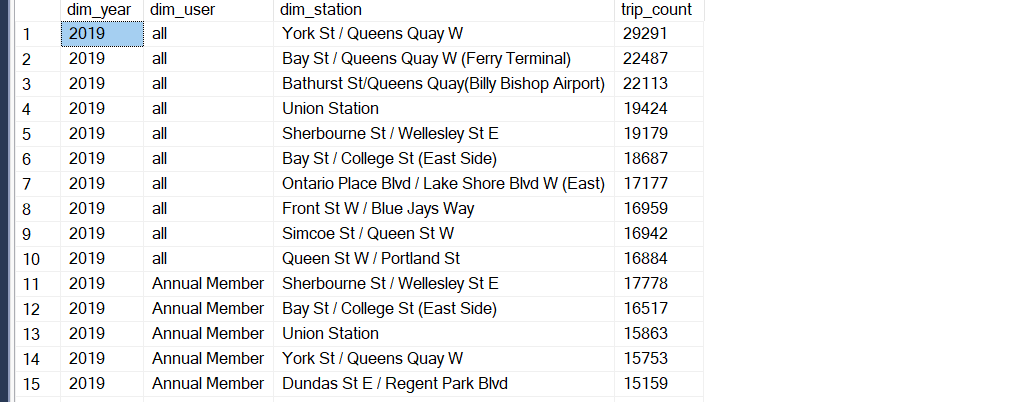 dim_year dim_user dim_station trip_count
1 2019 all York St / Queens Quay W 29291
2 2019 all Bay St / Queens Quay W (Ferry Terminal) 22487
3 2019 all Bathurst St/Queens Quay(Billy Bishop Airport) 22113
4 2019 all Union Station 19424
5 2019 all Sherbourne St / Wellesley St E 19179
6 2019 all Bay St / College St (East Side) 18687
7 2019 all Ontario Place Blvd / Lake Shore Blvd W (East) 17177
8 2019 all Front St W / Blue Jays Way 16959
9 2019 all Simcoe St / Queen St W 16942
10 2019 all Queen St W / Portland St 16884
11 2019 Annual Member Sherbourne St / Wellesley St E 17778
12 2019 Annual Member Bay St / College St (East Side) 16517
13 2019 Annual Member Union Station 15863
14 2019 Annual Member York St / Queens Quay W 15753
15 2019 Annual Member Dundas St E / Regent Park Blvd 15159